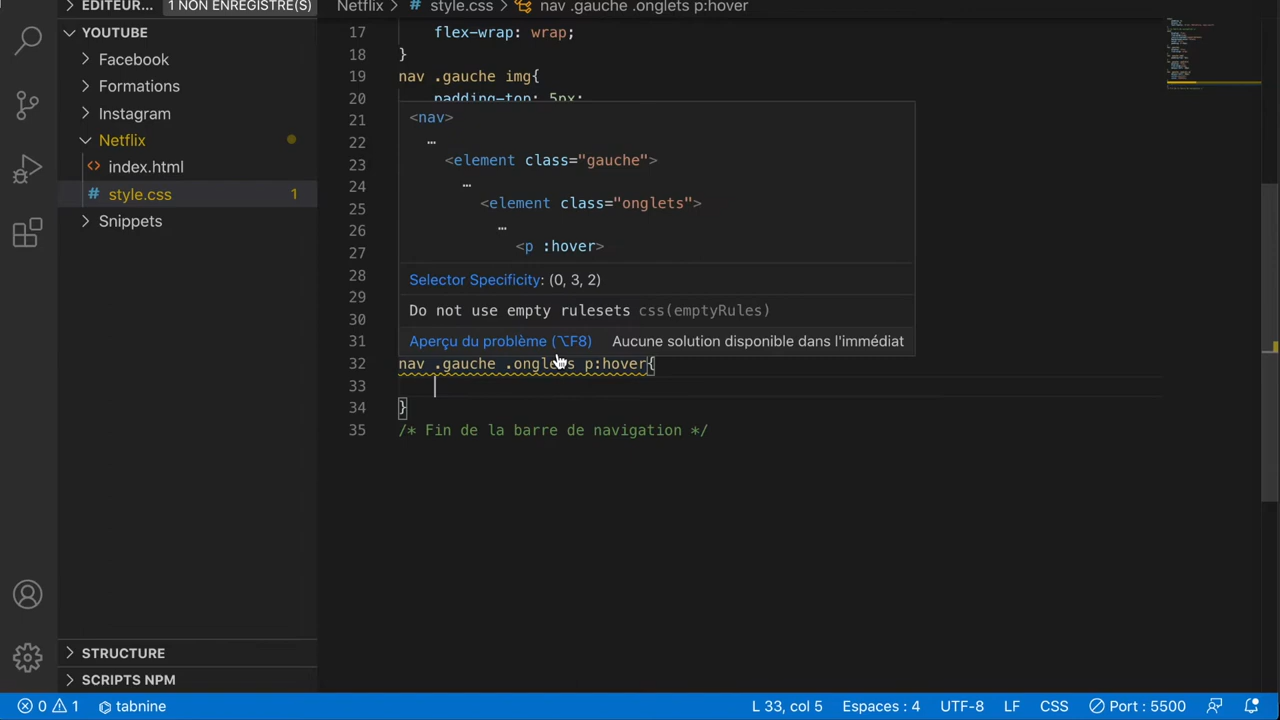 EDITEUR... 1 NON ENREGISTRÉ(S)
Netflix > # style.css > nav .gauche .onglets p:hover
YOUTUBE
Facebook
Formations
Instagram
Netflix
index.html
# style.css 1
Snippets
STRUCTURE
SCRIPTS NPM
17 flex-wrap: wrap;
18 }
19 nav .gauche img{
20 padding-top: 5px;
21
22
23
24
25
26
27
28
29
30
31
<nav>
…
<element class="gauche">
…
<element class="onglets">
…
<p :hover>
Selector Specificity: (0, 3, 2)
Do not use empty rulesets css(emptyRules)
Aperçu du problème (⌥F8) Aucune solution disponible dans l'immédiat
32 nav .gauche .onglets p:hover{
33
34 }
35 /* Fin de la barre de navigation */
0 1 tabnine L 33, col 5 Espaces : 4 UTF-8 LF CSS Port : 5500